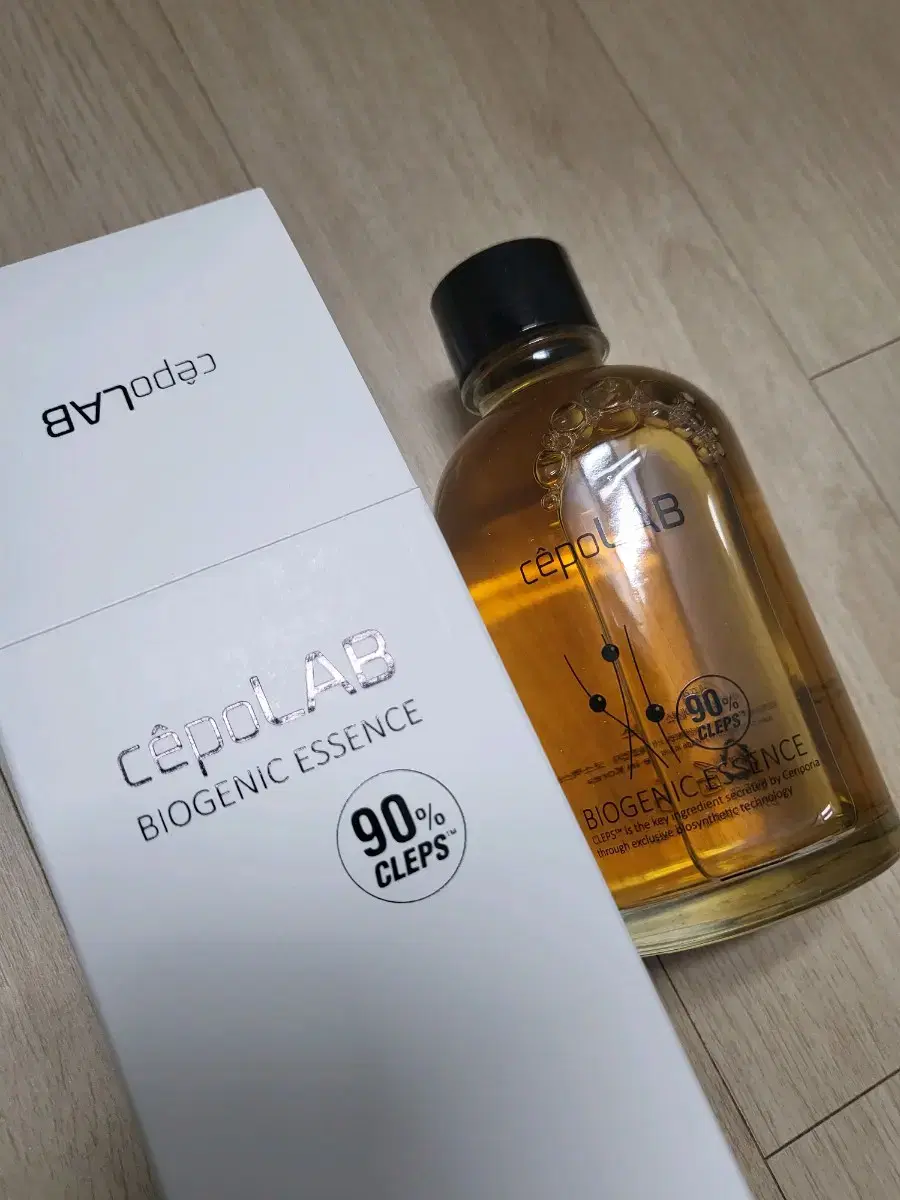 cêpoLAB
cêpoLAB
BIOGENIC ESSENCE
90%
CLEPS™
cêpoLAB
90%
CLEPS™
BIOGENIC ESSENCE
CLEPS™ is the key ingredient secreted by Cenpona
through exclusive biosynthetic technology